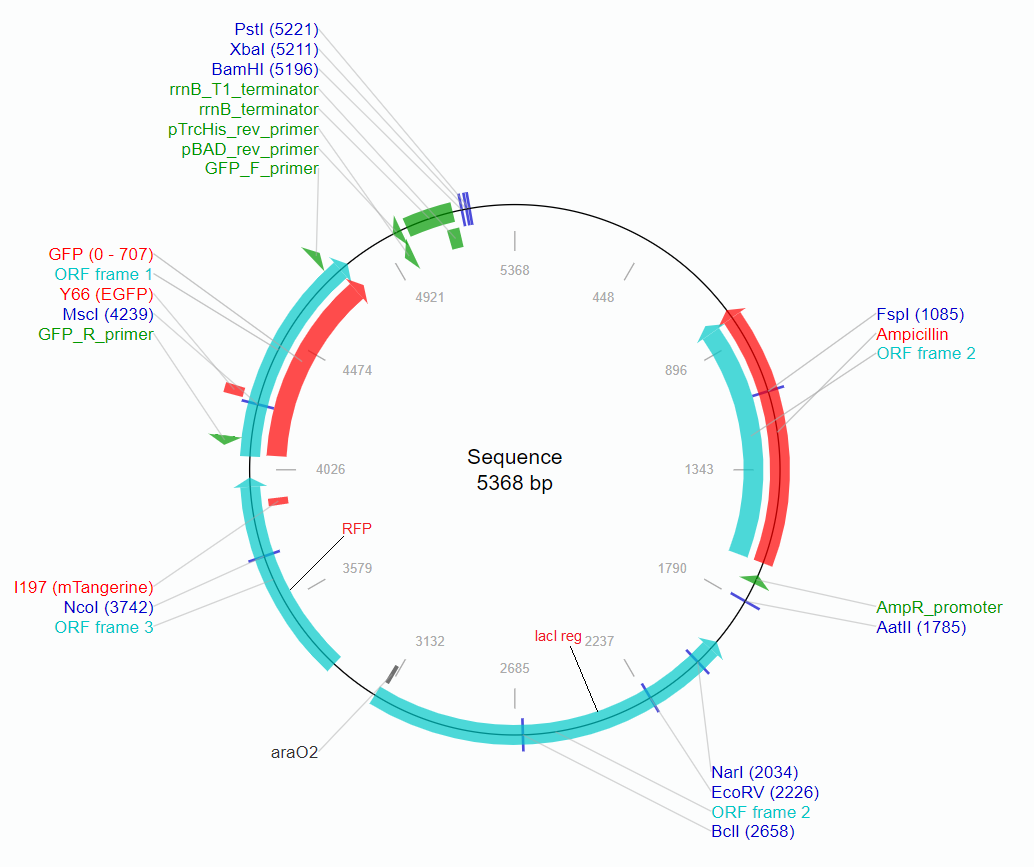 PstI (5221)
XbaI (5211)
BamHI (5196)
rrnB_T1_terminator
rrnB_terminator
pTrcHis_rev_primer
pBAD_rev_primer
GFP_F_primer
GFP (0 - 707)
ORF frame 1
Y66 (EGFP)
MscI (4239)
GFP_R_primer
5368
4921
448
4474
896
FspI (1085)
Ampicillin
ORF frame 2
Sequence
5368 bp
4026
1343
RFP
3579
1790
I197 (mTangerine)
NcoI (3742)
ORF frame 3
AmpR_promoter
AatII (1785)
3132
lacI reg
2237
2685
araO2
NarI (2034)
EcoRV (2226)
ORF frame 2
BclI (2658)